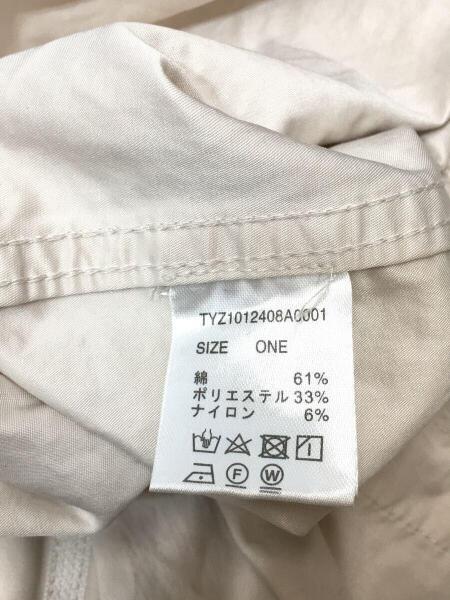 TYZ1012408A0001
SIZE ONE
綿 61%
ポリエステル 33%
ナイロン 6%
F W